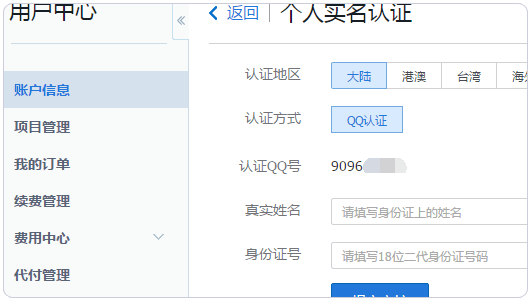 用户中心
返回 个人实名认证
账户信息
项目管理
我的订单
续费管理
费用中心
代付管理
认证地区 大陆 港澳 台湾
认证方式 QQ认证
认证QQ号 9096
真实姓名 请填写身份证上的姓名
身份证号 请填写18位二代身份证号码